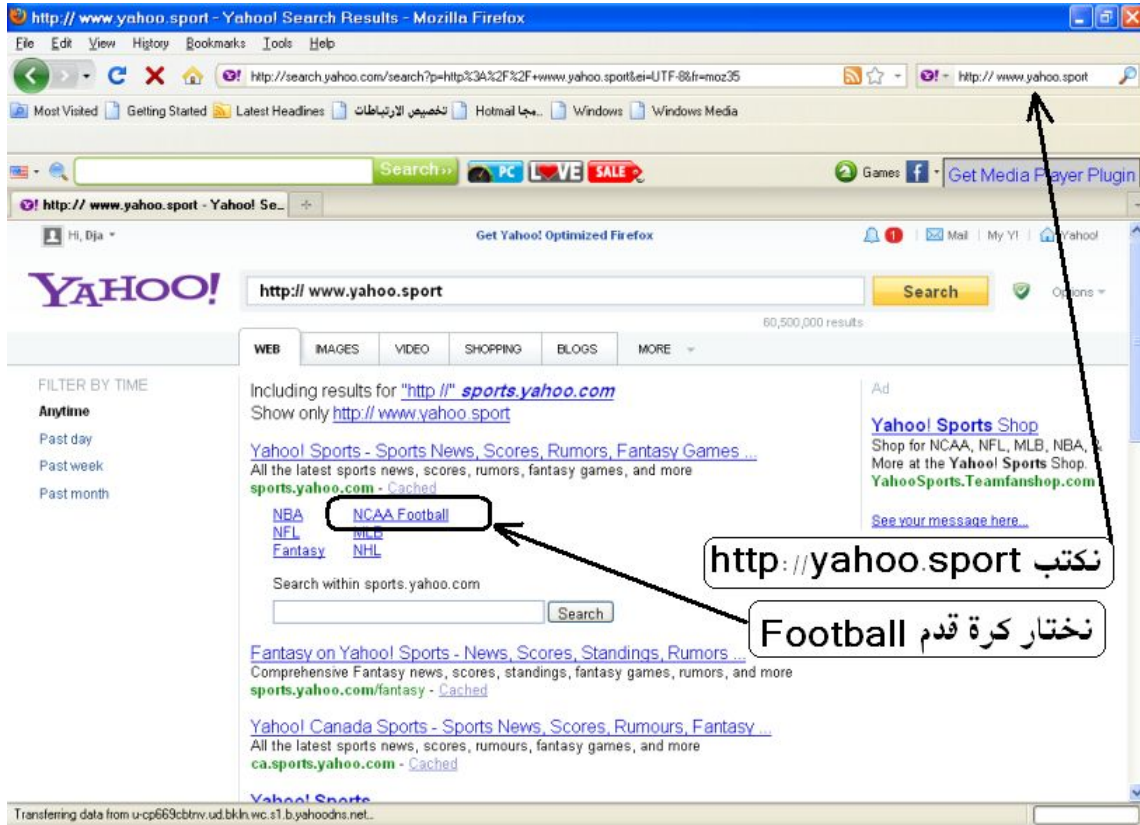 http:// www.yahoo.sport - Yahoo! Search Results - Mozilla Firefox
File Edit View History Bookmarks Tools Help
http://search.yahoo.com/search?p=http%3A%2F%2F+www.yahoo.sport&ei=UTF-8&fr=moz35 http:// www.yahoo.sport
Most Visited Getting Started Latest Headlines تخصيص الارتباطات Hotmail مجا... Windows Windows Media
Search›› PC LOVE SALE Games Get Media Player Plugin
http:// www.yahoo.sport - Yahoo! Se...
Hi, Dja Get Yahoo! Optimized Firefox 1 Mail My Y! Yahoo!
YAHOO! http:// www.yahoo.sport Search Options
60,500,000 results
WEB IMAGES VIDEO SHOPPING BLOGS MORE
FILTER BY TIME
Anytime
Past day
Past week
Past month
Including results for "http //" sports.yahoo.com
Show only http:// www.yahoo.sport
Yahoo! Sports - Sports News, Scores, Rumors, Fantasy Games ...
All the latest sports news, scores, rumors, fantasy games, and more
sports.yahoo.com - Cached
NBA NCAA Football
NFL MLB
Fantasy NHL
Search within sports.yahoo.com
Search
Fantasy on Yahoo! Sports - News, Scores, Standings, Rumors ...
Comprehensive Fantasy news, scores, standings, fantasy games, rumors, and more
sports.yahoo.com/fantasy - Cached
Yahoo! Canada Sports - Sports News, Scores, Rumours, Fantasy ...
All the latest sports news, scores, rumours, fantasy games, and more
ca.sports.yahoo.com - Cached
Yahoo! Sports
Ad
Yahoo! Sports Shop
Shop for NCAA, NFL, MLB, NBA, &
More at the Yahoo! Sports Shop.
YahooSports.Teamfanshop.com
See your message here...
نكتب http://yahoo.sport
نختار كرة قدم Football
Transferring data from u-cp669cbtnv.ud.bkln.wc.s1.b.yahoodns.net...